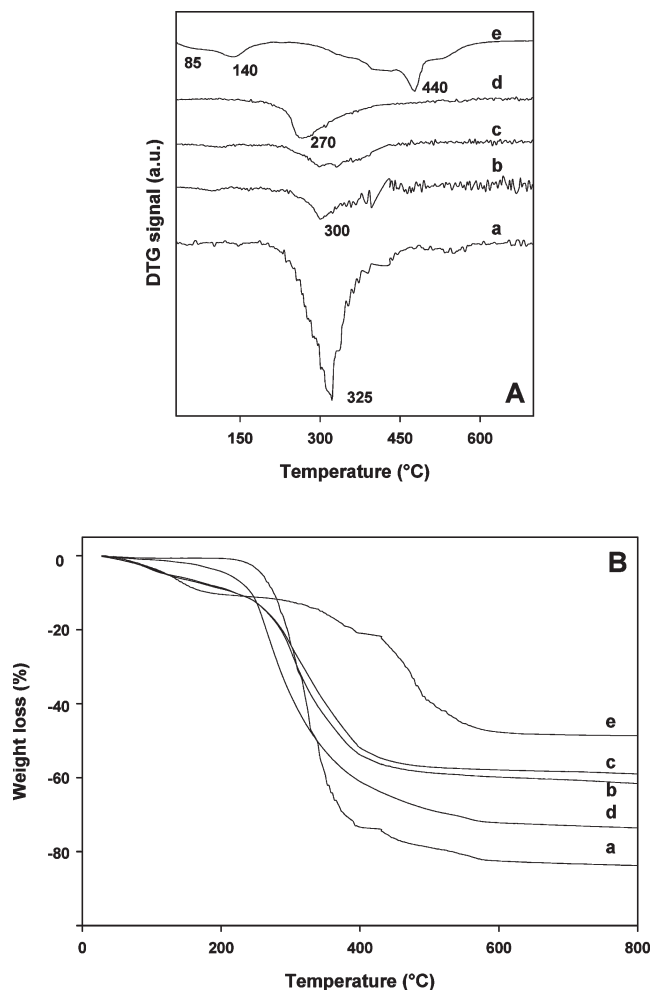 e
85
140
440
d
270
c
b
300
a
325
A
DTG signal (a.u.)
150 300 450 600
Temperature (°C)
B
0
-20
-40
-60
-80
e
c
b
d
a
Weight loss (%)
0 200 400 600 800
Temperature (°C)